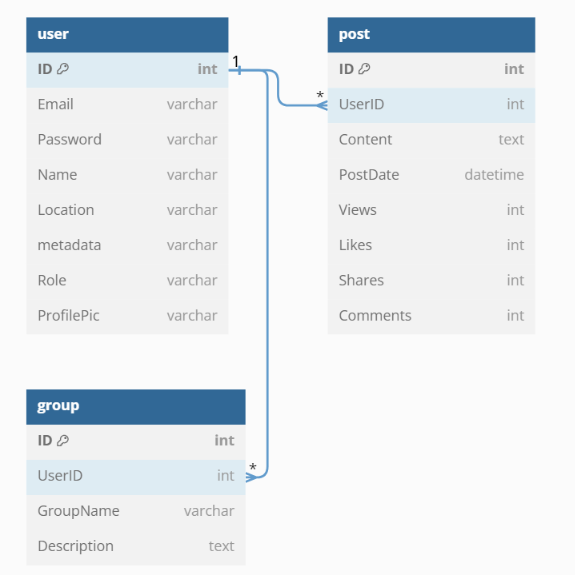 user
ID int
Email varchar
Password varchar
Name varchar
Location varchar
metadata varchar
Role varchar
ProfilePic varchar
1
*
post
ID int
UserID int
Content text
PostDate datetime
Views int
Likes int
Shares int
Comments int
group
ID int
UserID int
GroupName varchar
Description text
*